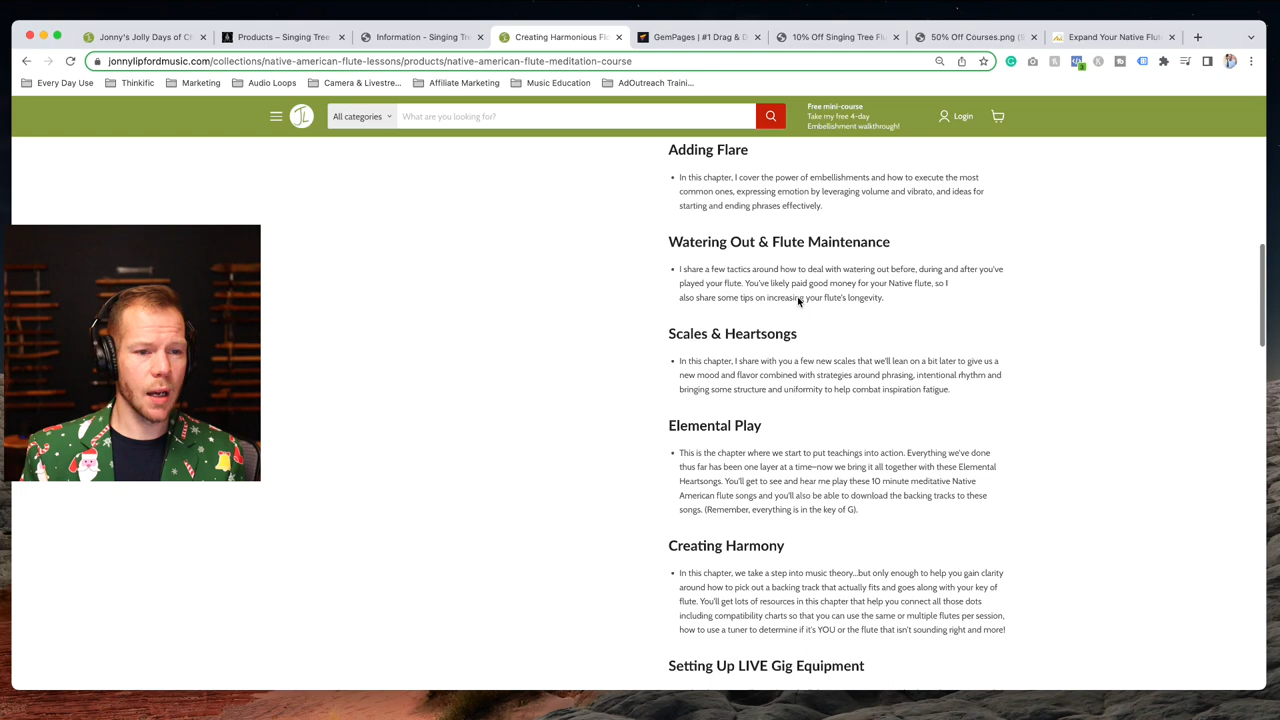 Jonny's Jolly Days of C
Products – Singing Tree
Information – Singing Tree
Creating Harmonious Fl
GemPages | #1 Drag & D
10% Off Singing Tree Flu
50% Off Courses.png (
Expand Your Native Flut
jonnylipfordmusic.com/collections/native-american-flute-lessons/products/native-american-flute-meditation-course
Every Day Use
Thinkific
Marketing
Audio Loops
Camera & Livestre...
Affiliate Marketing
Music Education
AdOutreach Traini...
JL
All categories
What are you looking for?
Free mini-course
Take my free 4-day
Embellishment walkthrough!
Login
Adding Flare
In this chapter, I cover the power of embellishments and how to execute the most
common ones, expressing emotion by leveraging volume and vibrato, and ideas for
starting and ending phrases effectively.
Watering Out & Flute Maintenance
I share a few tactics around how to deal with watering out before, during and after you've
played your flute. You've likely paid good money for your Native flute, so I
also share some tips on increasing your flute's longevity.
Scales & Heartsongs
In this chapter, I share with you a few new scales that we'll lean on a bit later to give us a
new mood and flavor combined with strategies around phrasing, intentional rhythm and
bringing some structure and uniformity to help combat inspiration fatigue.
Elemental Play
This is the chapter where we start to put teachings into action. Everything we've done
thus far has been one layer at a time–now we bring it all together with these Elemental
Heartsongs. You'll get to see and hear me play these 10 minute meditative Native
American flute songs and you'll also be able to download the backing tracks to these
songs. (Remember, everything is in the key of G).
Creating Harmony
In this chapter, we take a step into music theory...but only enough to help you gain clarity
around how to pick out a backing track that actually fits and goes along with your key of
flute. You'll get lots of resources in this chapter that help you connect all those dots
including compatibility charts so that you can use the same or multiple flutes per session,
how to use a tuner to determine if it's YOU or the flute that isn't sounding right and more!
Setting Up LIVE Gig Equipment